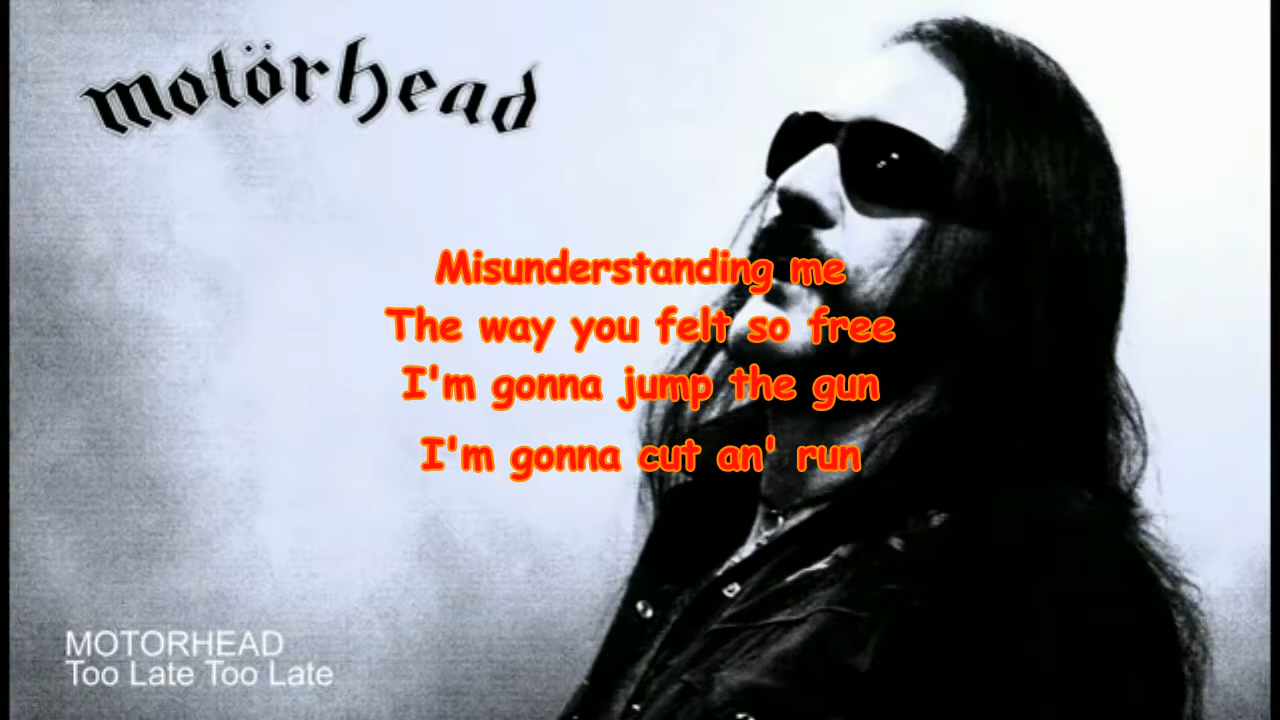 motörhead
Misunderstanding me
The way you felt so free
I'm gonna jump the gun
I'm gonna cut an' run
MOTORHEAD
Too Late Too Late